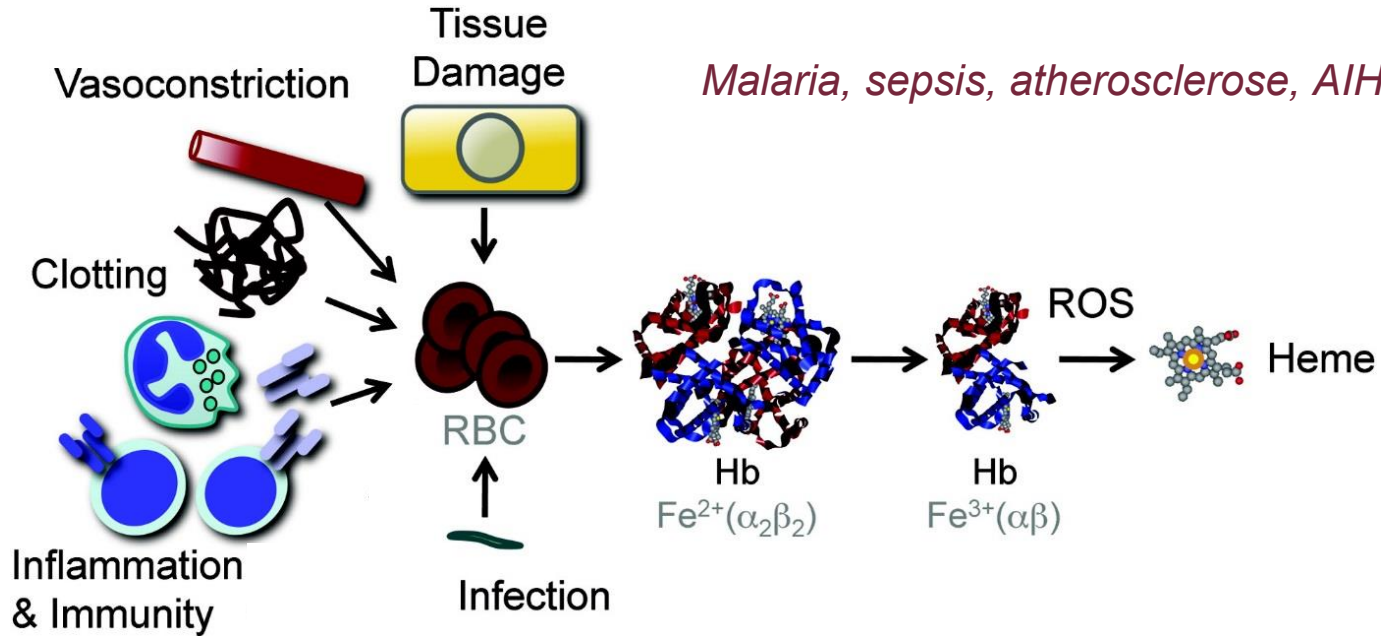 Tissue
Damage
Vasoconstriction
Malaria, sepsis, atherosclerose, AIH
Clotting
ROS
Heme
RBC
Hb
Fe²⁺(α₂β₂)
Hb
Fe³⁺(αβ)
Inflammation
& Immunity
Infection